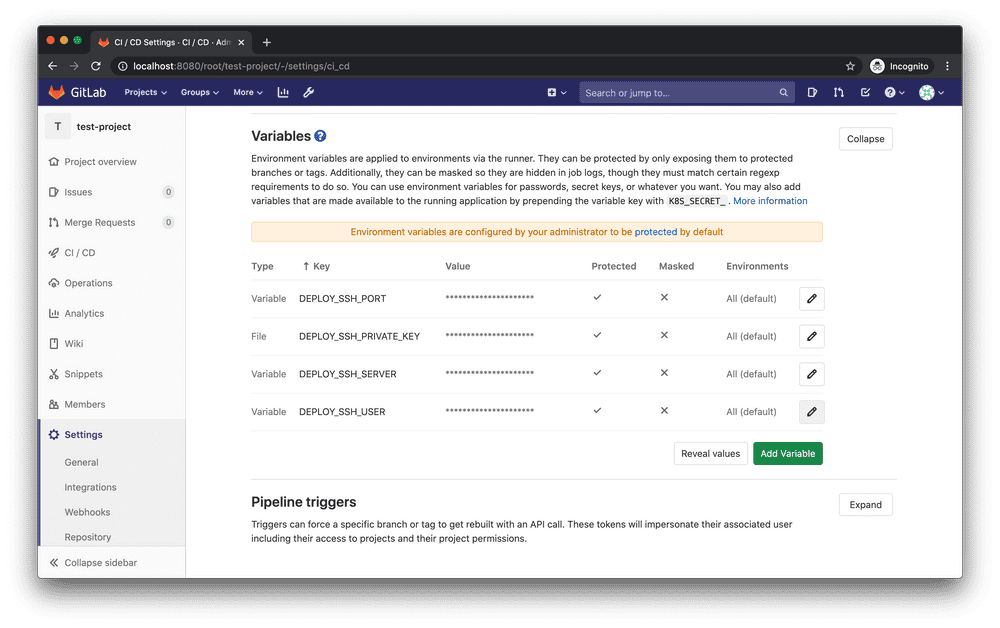 CI / CD Settings · CI / CD · Adm
localhost:8080/root/test-project/-/settings/ci_cd
Incognito
GitLab
Projects
Groups
More
Search or jump to...
T
test-project
Project overview
Issues
0
Merge Requests
0
CI / CD
Operations
Analytics
Wiki
Snippets
Members
Settings
General
Integrations
Webhooks
Repository
Collapse sidebar
Variables
Collapse
Environment variables are applied to environments via the runner. They can be protected by only exposing them to protected
branches or tags. Additionally, they can be masked so they are hidden in job logs, though they must match certain regexp
requirements to do so. You can use environment variables for passwords, secret keys, or whatever you want. You may also add
variables that are made available to the running application by prepending the variable key with K8S_SECRET_ . More information
Environment variables are configured by your administrator to be protected by default
Type ↑ Key Value Protected Masked Environments
Variable DEPLOY_SSH_PORT ********************* All (default)
File DEPLOY_SSH_PRIVATE_KEY ********************* All (default)
Variable DEPLOY_SSH_SERVER ********************* All (default)
Variable DEPLOY_SSH_USER ********************* All (default)
Reveal values
Add Variable
Pipeline triggers
Expand
Triggers can force a specific branch or tag to get rebuilt with an API call. These tokens will impersonate their associated user
including their access to projects and their project permissions.